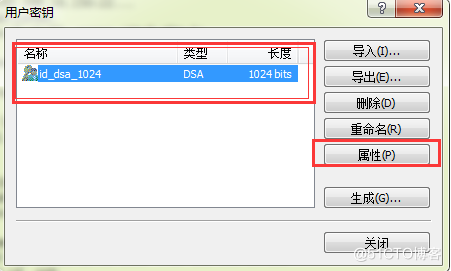 用户密钥
名称 类型 长度
id_dsa_1024 DSA 1024 bits
导入(I)...
导出(E)...
删除(D)
重命名(R)
属性(P)
生成(G)...
关闭
@51CTO博客